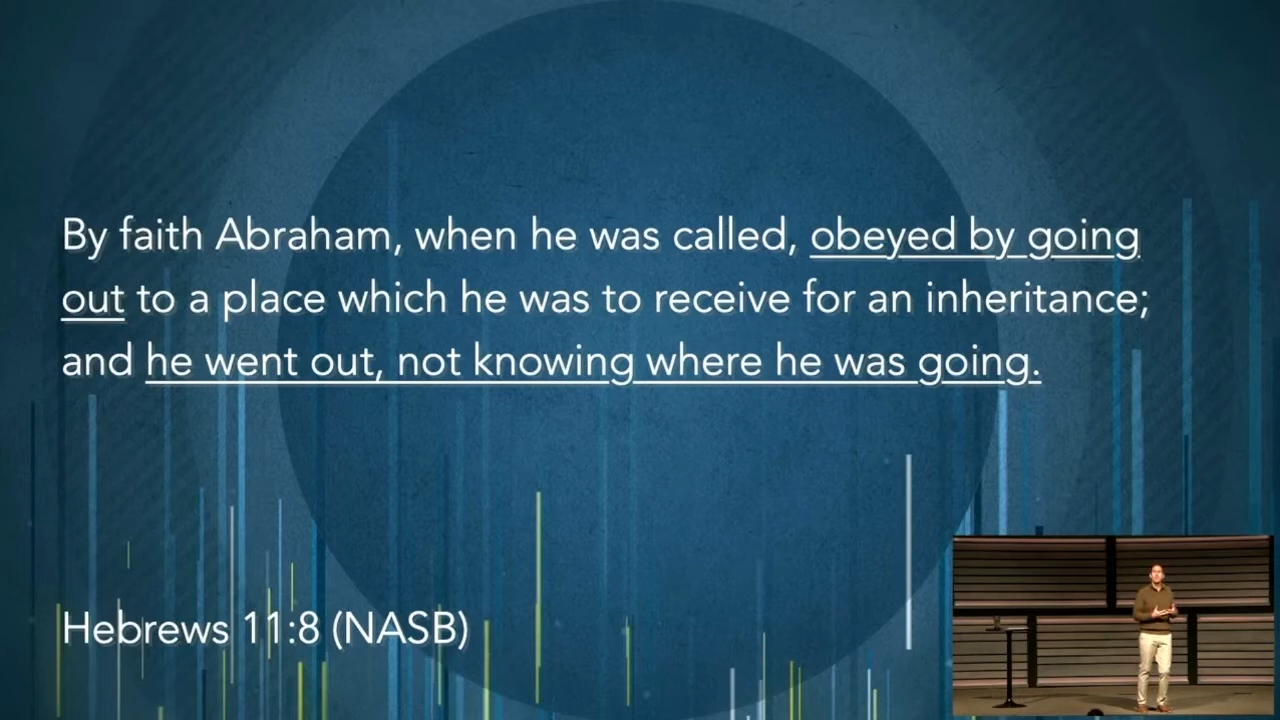 By faith Abraham, when he was called, obeyed by going
out to a place which he was to receive for an inheritance;
and he went out, not knowing where he was going.
Hebrews 11:8 (NASB)